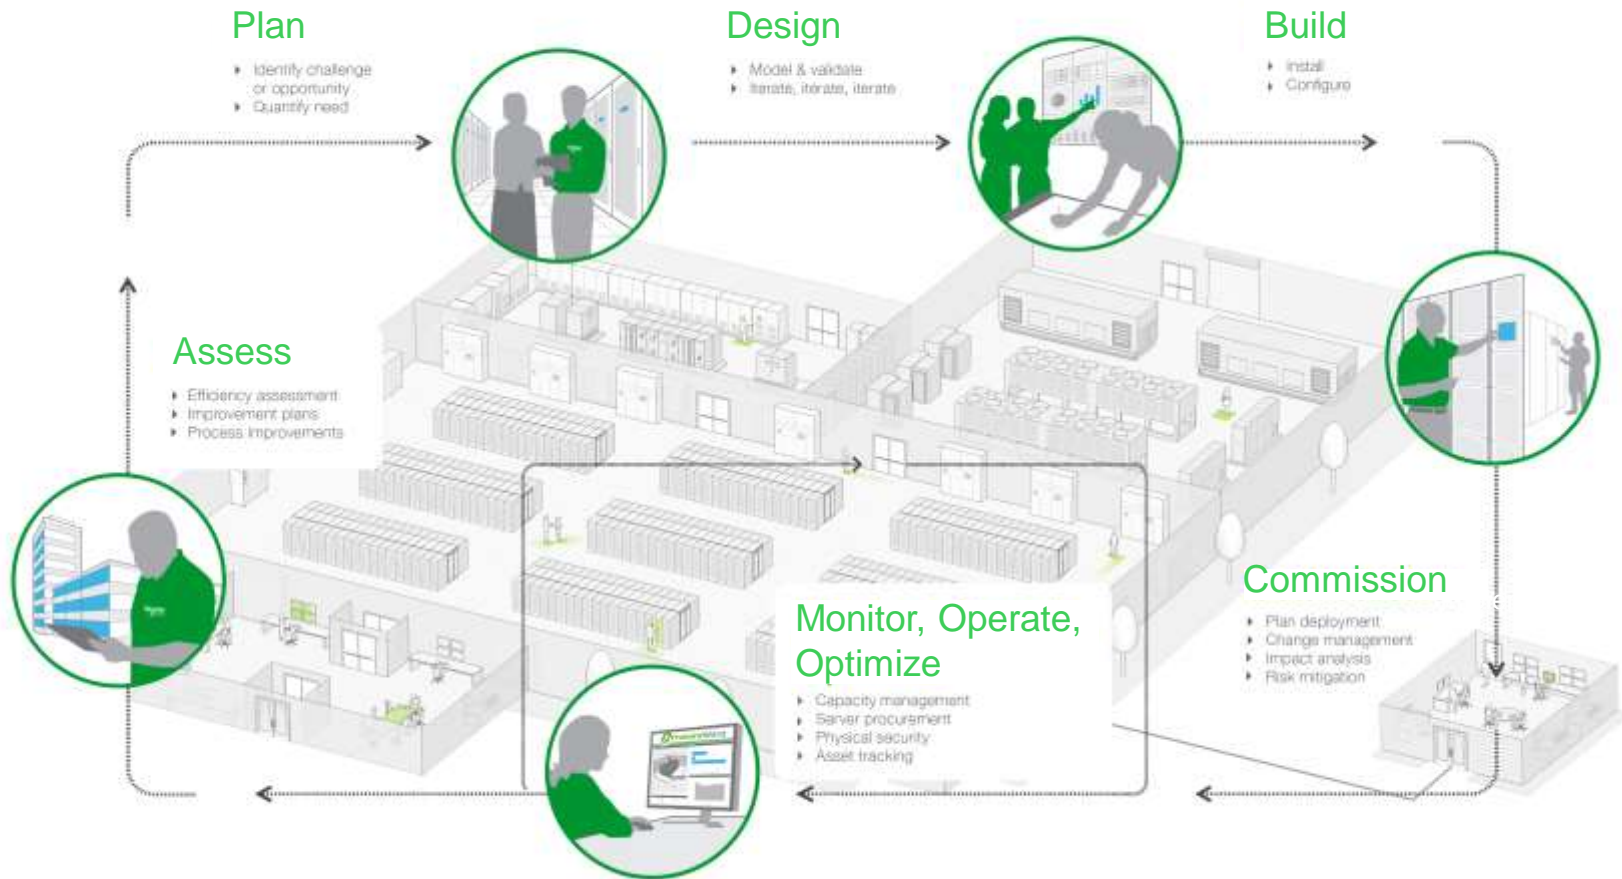 Plan
Identify challenge
or opportunity
Quantify need
Design
Model & validate
Iterate, iterate, iterate
Build
Install
Configure
Assess
Efficiency assessment
Improvement plans
Process Improvements
Monitor, Operate,
Optimize
Capacity management
Server procurement
Physical security
Asset tracking
Commission
Plan deployment
Change management
Impact analysis
Risk mitigation